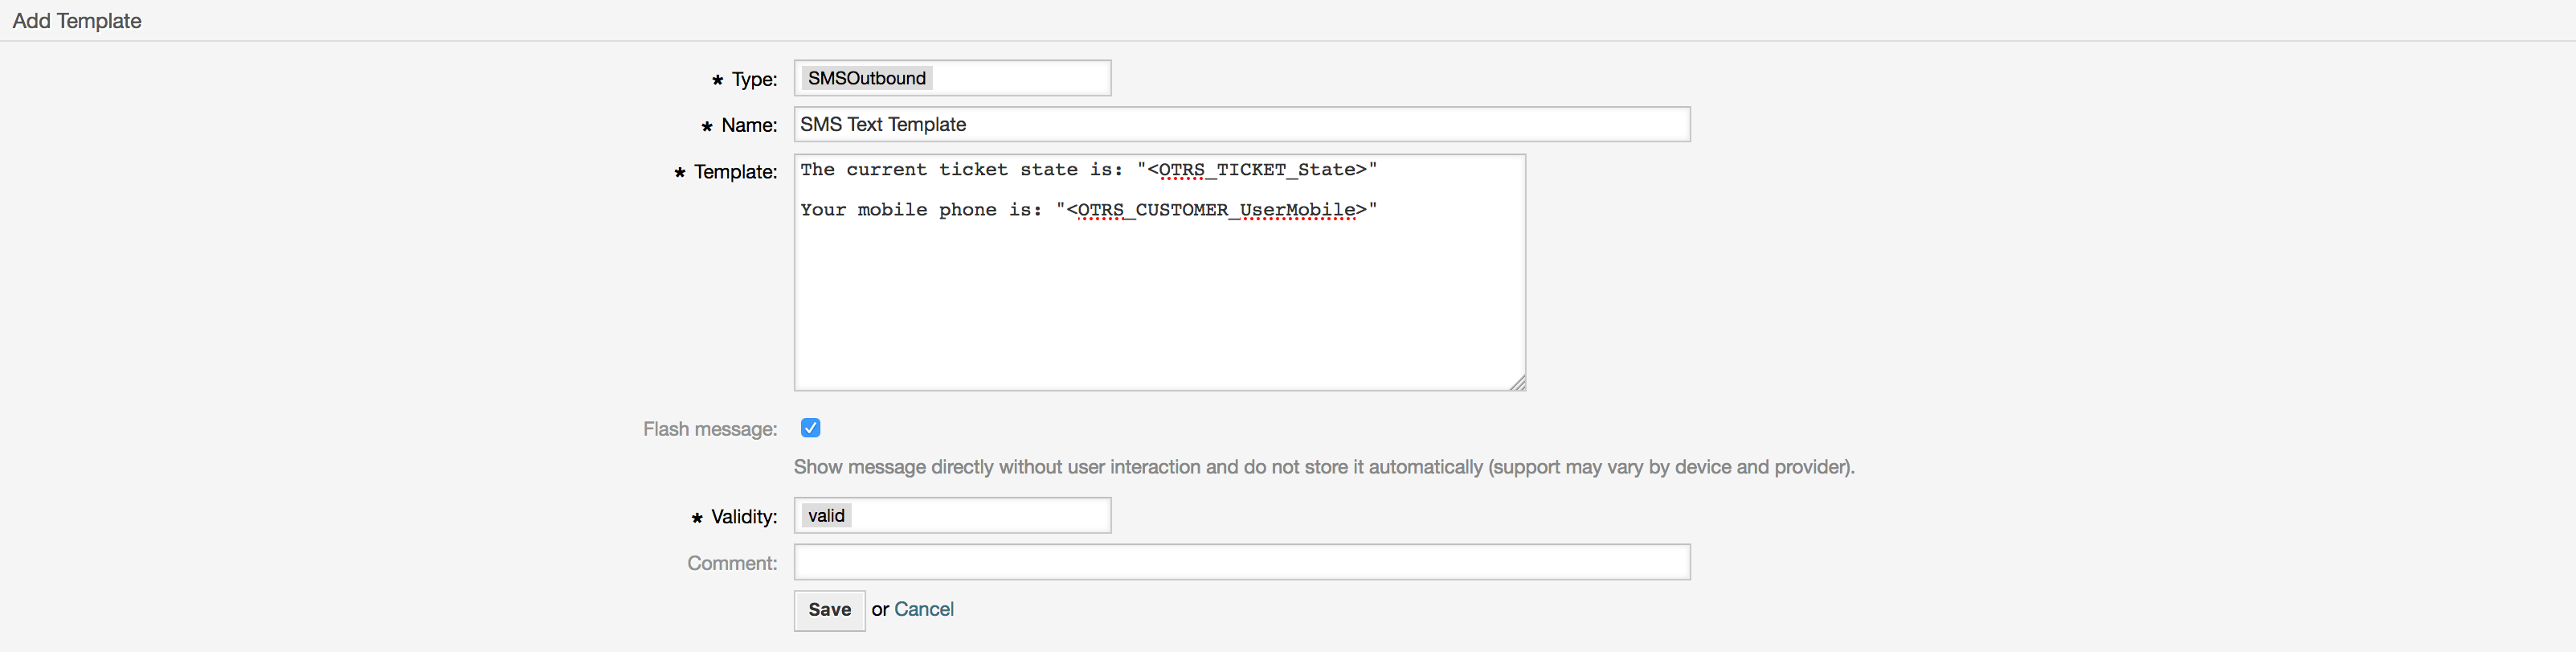 Add Template
* Type: SMSOutbound
* Name: SMS Text Template
* Template: The current ticket state is: "<OTRS_TICKET_State>"
Your mobile phone is: "<OTRS_CUSTOMER_UserMobile>"
Flash message:
Show message directly without user interaction and do not store it automatically (support may vary by device and provider).
* Validity: valid
Comment:
Save or Cancel